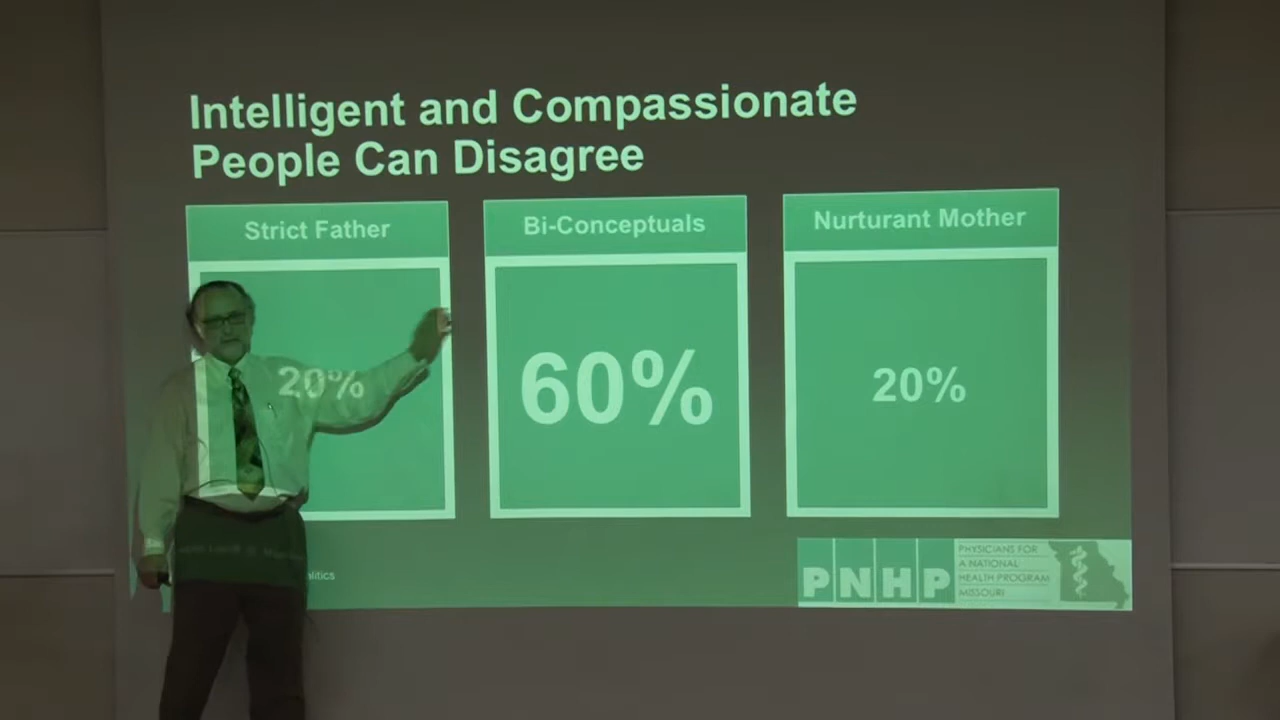 Intelligent and Compassionate
People Can Disagree
Strict Father
Bi-Conceptuals
Nurturant Mother
20%
60%
20%
PNHP
PHYSICIANS FOR
A NATIONAL
HEALTH PROGRAM
MISSOURI